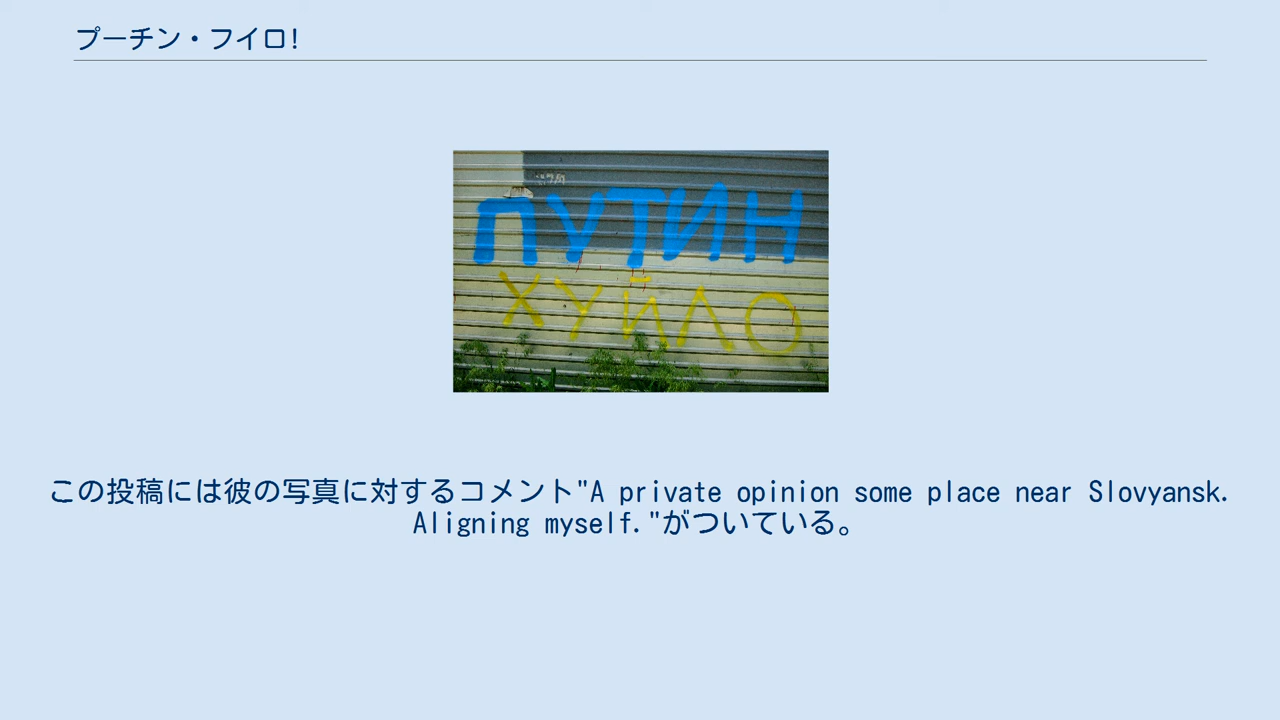 プーチン・フイロ!
ПУТИН
ХУЙЛО
この投稿には彼の写真に対するコメント"A private opinion some place near Slovyansk.
Aligning myself."がついている。